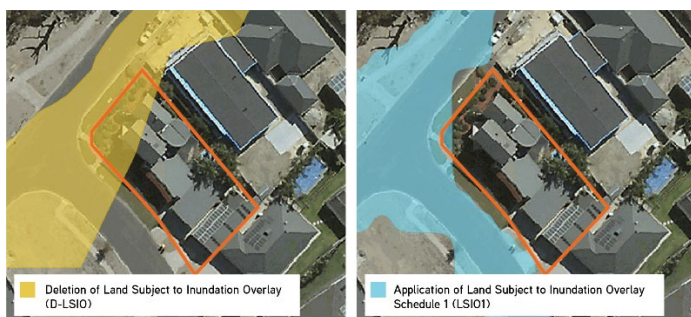 Deletion of Land Subject to Inundation Overlay
(D-LSIO)
Application of Land Subject to Inundation Overlay
Schedule 1 (LSIO1)